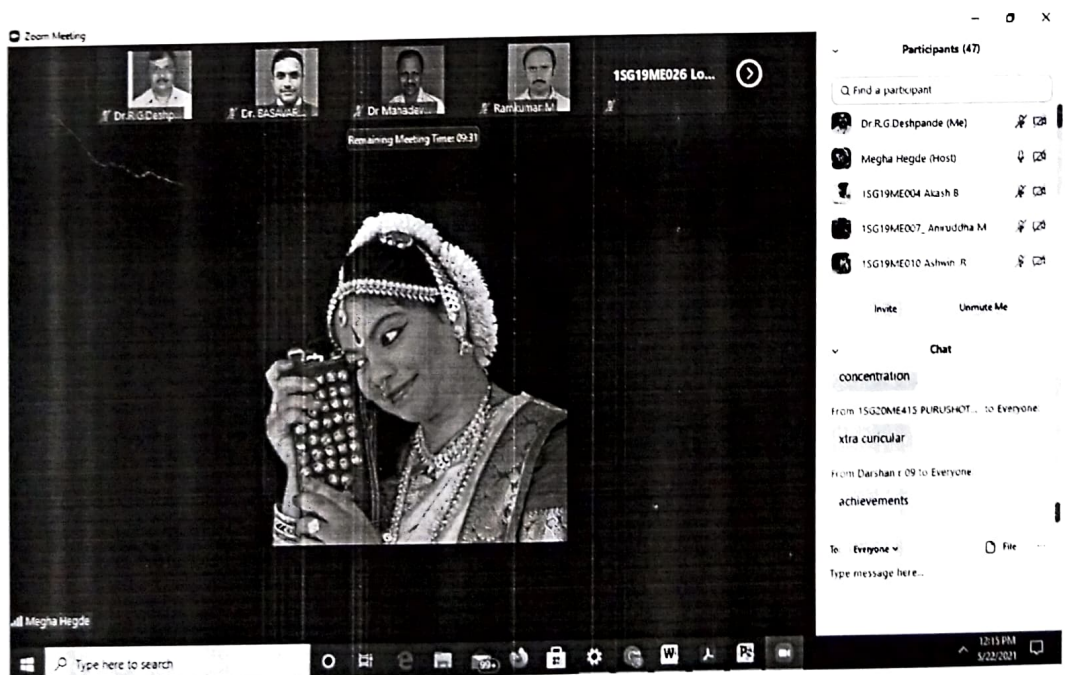 Zoom Meeting
Dr.R.G.Deshp...
Dr. BASAVAR...
Dr Mahadev...
Ramkumar.M
1SG19ME026 Lo...
Remaining Meeting Time: 09:31
Megha Hegde
Participants (47)
Find a participant
Dr.R.G.Deshpande (Me)
Megha Hegde (Host)
1SG19ME004 Akash B
1SG19ME007_ Aniruddha M
1SG19ME010 Ashwin .R
Invite
Unmute Me
Chat
concentration
From 1SG20ME415 PURUSHOT... to Everyone:
xtra curicular
From Darshan r 09 to Everyone:
achievements
To: Everyone
File
Type message here...
Type here to search
99+
12:15 PM
5/22/2021